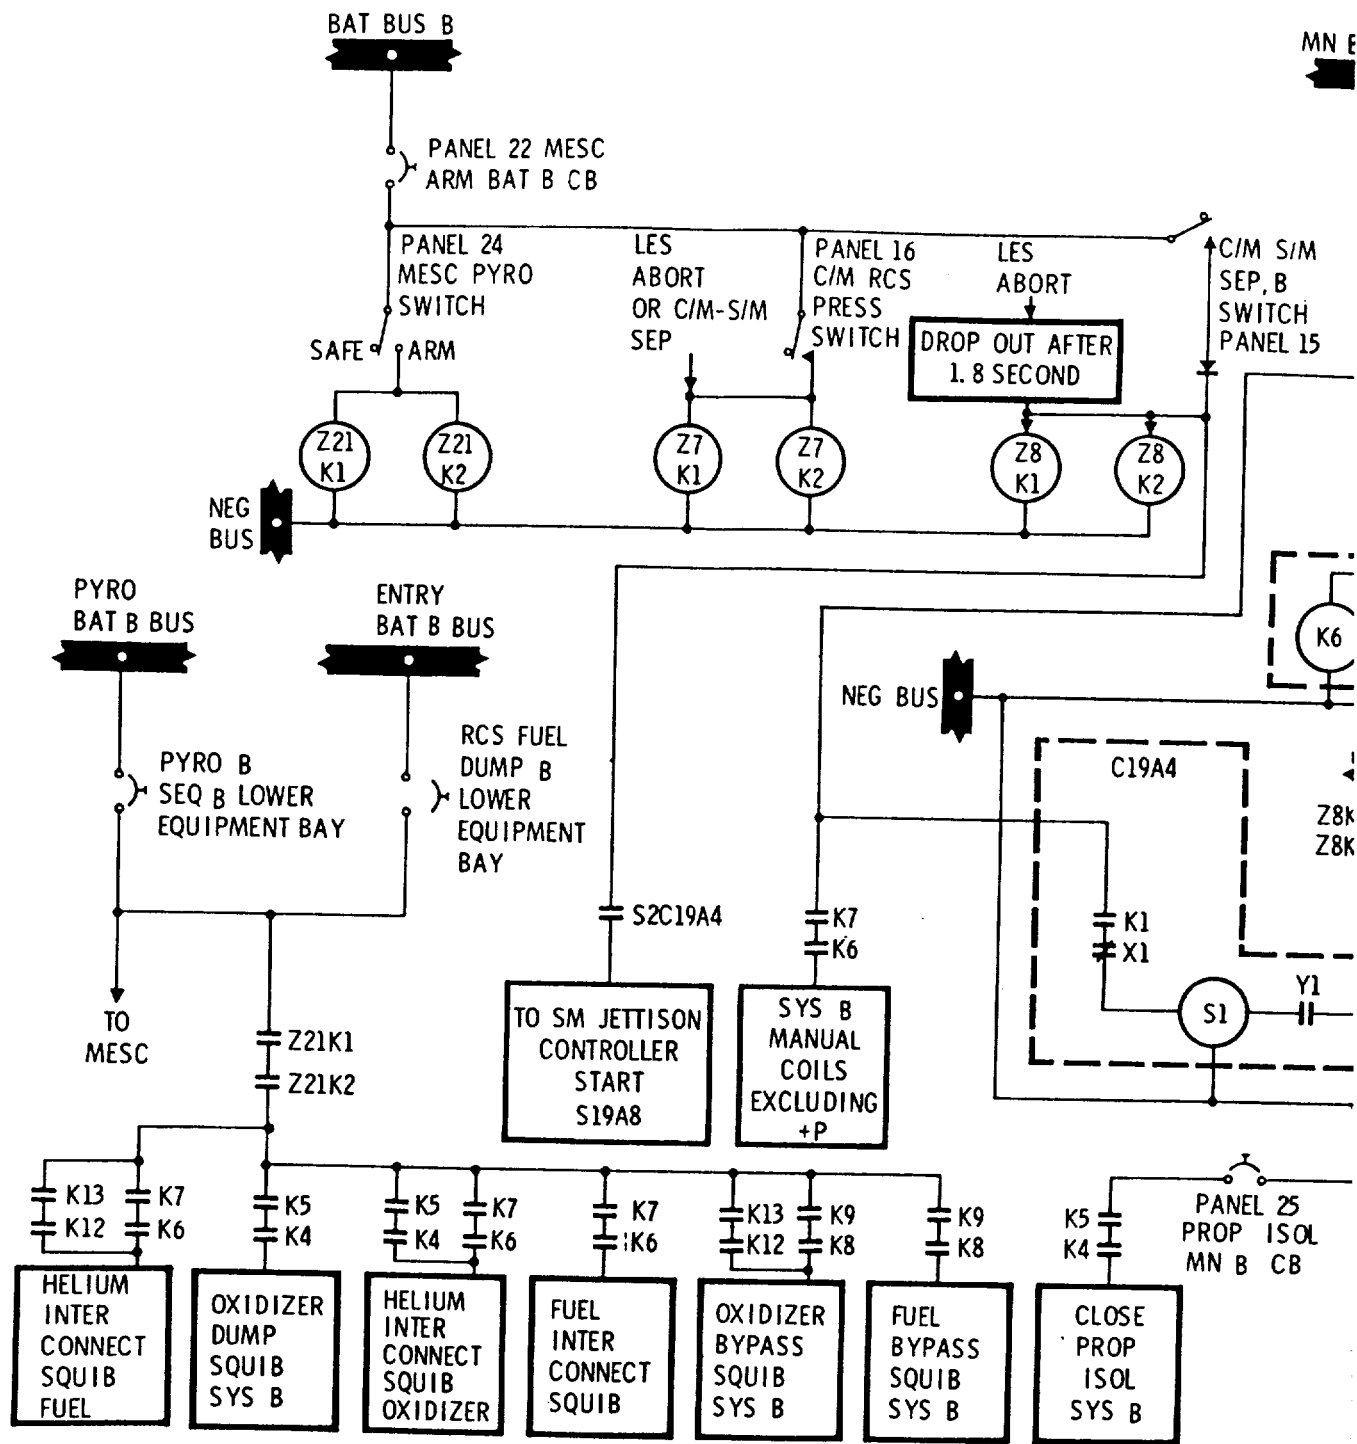 BAT BUS B
MN B
PANEL 22 MESC
ARM BAT B CB
PANEL 24
MESC PYRO
SWITCH
SAFE
ARM
LES
ABORT
OR C/M-S/M
SEP
PANEL 16
C/M RCS
PRESS
SWITCH
LES
ABORT
DROP OUT AFTER
1.8 SECOND
C/M S/M
SEP, B
SWITCH
PANEL 15
Z21
K1
Z21
K2
Z7
K1
Z7
K2
Z8
K1
Z8
K2
NEG
BUS
PYRO
BAT B BUS
ENTRY
BAT B BUS
K6
NEG BUS
PYRO B
SEQ B LOWER
EQUIPMENT BAY
RCS FUEL
DUMP B
LOWER
EQUIPMENT
BAY
C19A4
Z8K
Z8K
S2C19A4
K7
K6
K1
X1
Y1
S1
TO
MESC
Z21K1
Z21K2
TO SM JETTISON
CONTROLLER
START
S19A8
SYS B
MANUAL
COILS
EXCLUDING
+P
K13
K12
K7
K6
K5
K4
K5
K4
K7
K6
K7
K6
K13
K12
K9
K8
K9
K8
K5
K4
PANEL 25
PROP ISOL
MN B CB
HELIUM
INTER
CONNECT
SQUIB
FUEL
OXIDIZER
DUMP
SQUIB
SYS B
HELIUM
INTER
CONNECT
SQUIB
OXIDIZER
FUEL
INTER
CONNECT
SQUIB
OXIDIZER
BYPASS
SQUIB
SYS B
FUEL
BYPASS
SQUIB
SYS B
CLOSE
PROP
ISOL
SYS B